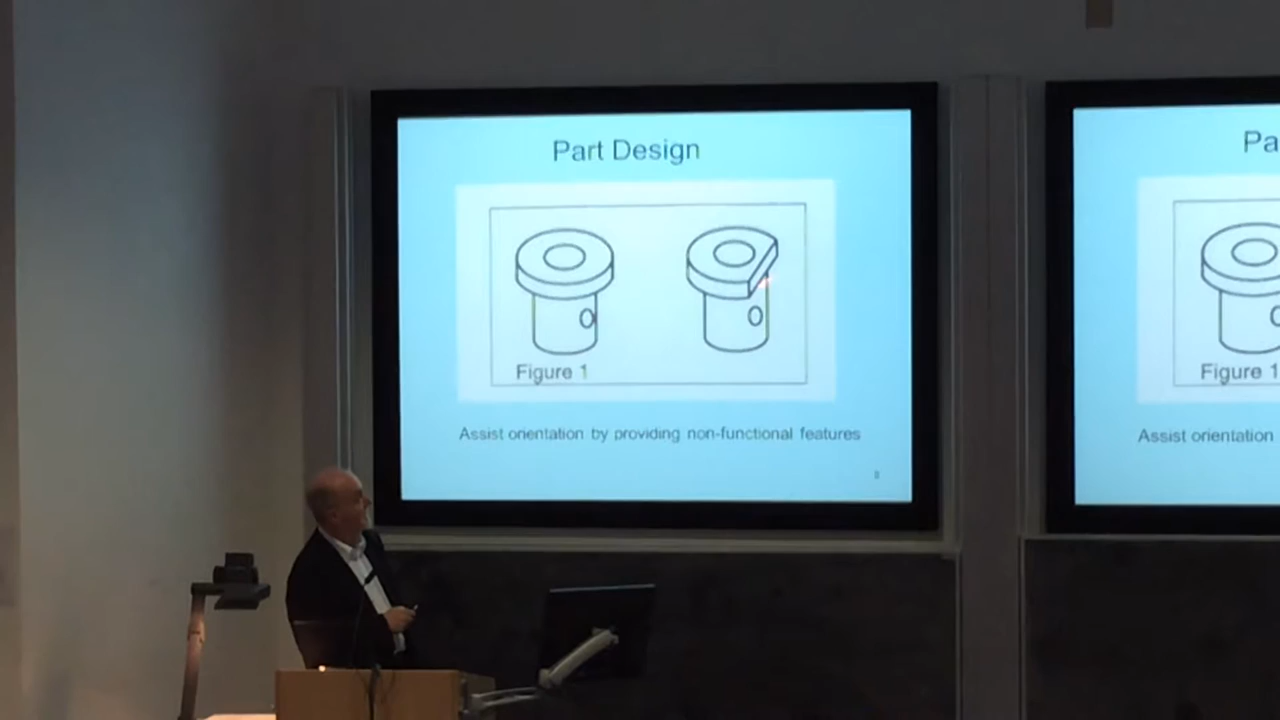 Part Design
Figure 1
Assist orientation by providing non-functional features
Pa
Figure 1
Assist orientation